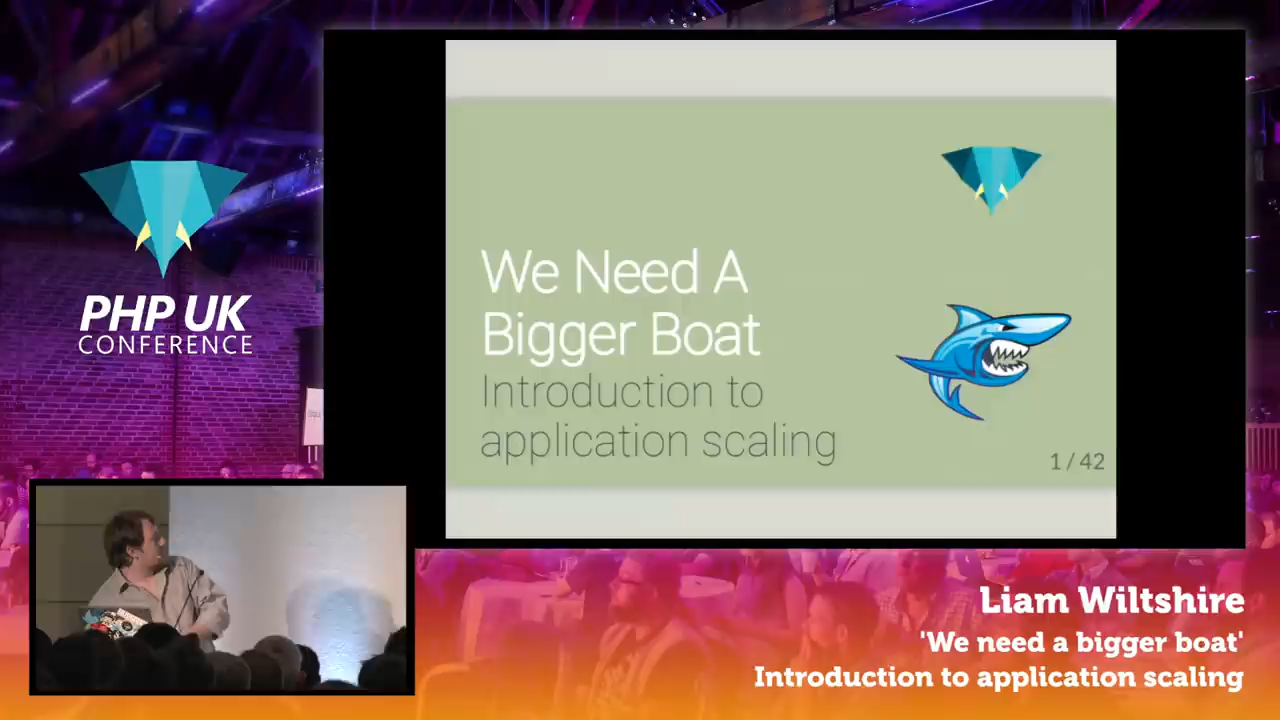 PHP UK
CONFERENCE
We Need A
Bigger Boat
Introduction to
application scaling
1 / 42
Liam Wiltshire
'We need a bigger boat'
Introduction to application scaling